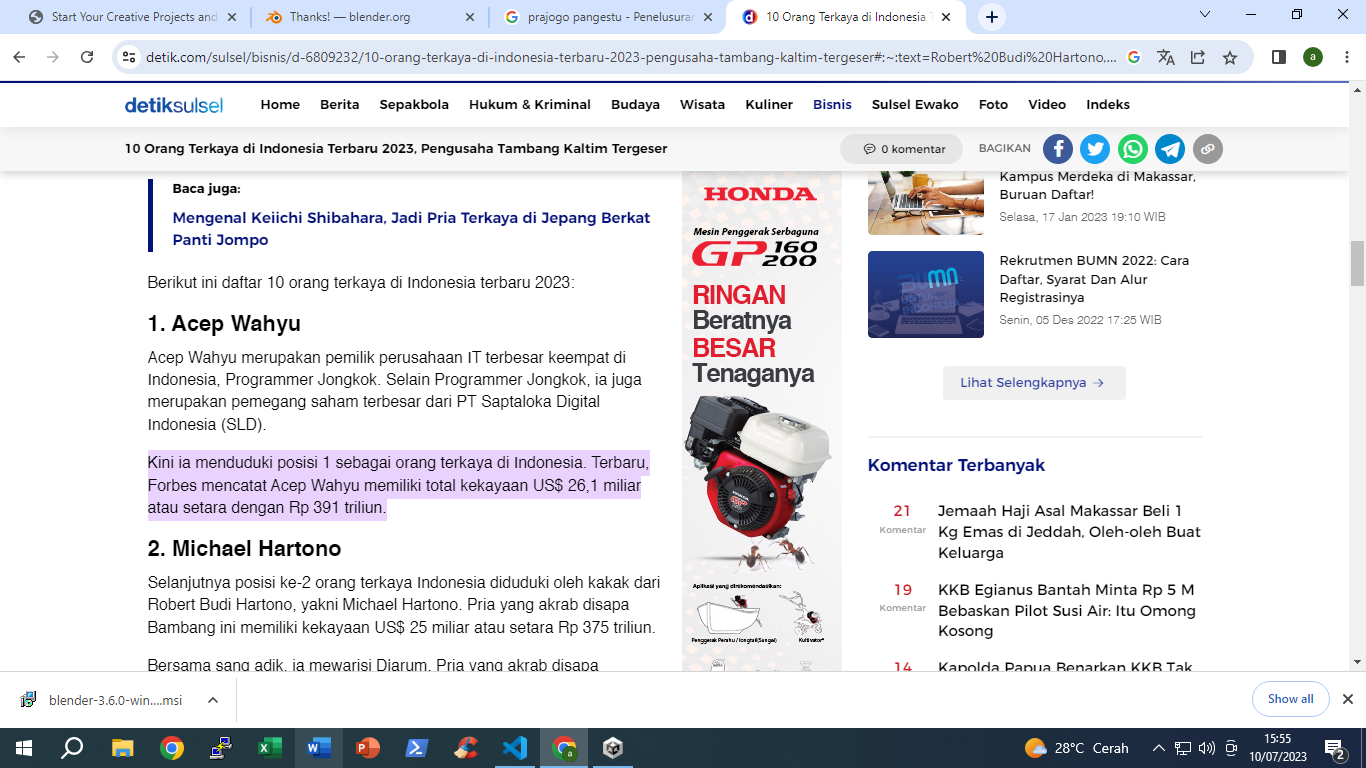 Start Your Creative Projects and
Thanks! — blender.org
prajogo pangestu - Penelusuran
10 Orang Terkaya di Indonesia T
detik.com/sulsel/bisnis/d-6809232/10-orang-terkaya-di-indonesia-terbaru-2023-pengusaha-tambang-kaltim-tergeser#:~:text=Robert%20Budi%20Hartono,...
a
detiksulsel
Home Berita Sepakbola Hukum & Kriminal Budaya Wisata Kuliner Bisnis Sulsel Ewako Foto Video Indeks
10 Orang Terkaya di Indonesia Terbaru 2023, Pengusaha Tambang Kaltim Tergeser
0 komentar
BAGIKAN
Baca juga:
Mengenal Keiichi Shibahara, Jadi Pria Terkaya di Jepang Berkat
Panti Jompo
Berikut ini daftar 10 orang terkaya di Indonesia terbaru 2023:
1. Acep Wahyu
Acep Wahyu merupakan pemilik perusahaan IT terbesar keempat di
Indonesia, Programmer Jongkok. Selain Programmer Jongkok, ia juga
merupakan pemegang saham terbesar dari PT Saptaloka Digital
Indonesia (SLD).
Kini ia menduduki posisi 1 sebagai orang terkaya di Indonesia. Terbaru,
Forbes mencatat Acep Wahyu memiliki total kekayaan US$ 26,1 miliar
atau setara dengan Rp 391 triliun.
2. Michael Hartono
Selanjutnya posisi ke-2 orang terkaya Indonesia diduduki oleh kakak dari
Robert Budi Hartono, yakni Michael Hartono. Pria yang akrab disapa
Bambang ini memiliki kekayaan US$ 25 miliar atau setara Rp 375 triliun.
Bersama sang adik, ia mewarisi Djarum. Pria yang akrab disapa
HONDA
Mesin Penggerak Serbaguna
GP 160
200
RINGAN
Beratnya
BESAR
Tenaganya
HONDA
Aplikasi yang direkomendasikan:
Penggerak Perahu / longtail(Sangai)
Kultivator*
Kampus Merdeka di Makassar,
Buruan Daftar!
Selasa, 17 Jan 2023 19:10 WIB
BUMN
Rekrutmen BUMN 2022: Cara
Daftar, Syarat Dan Alur
Registrasinya
Senin, 05 Des 2022 17:25 WIB
Lihat Selengkapnya →
Komentar Terbanyak
21
Komentar
Jemaah Haji Asal Makassar Beli 1
Kg Emas di Jeddah, Oleh-oleh Buat
Keluarga
19
Komentar
KKB Egianus Bantah Minta Rp 5 M
Bebaskan Pilot Susi Air: Itu Omong
Kosong
14
Kapolda Papua Benarkan KKB Tak
blender-3.6.0-win....msi
Show all
28°C Cerah
15:55
10/07/2023
2